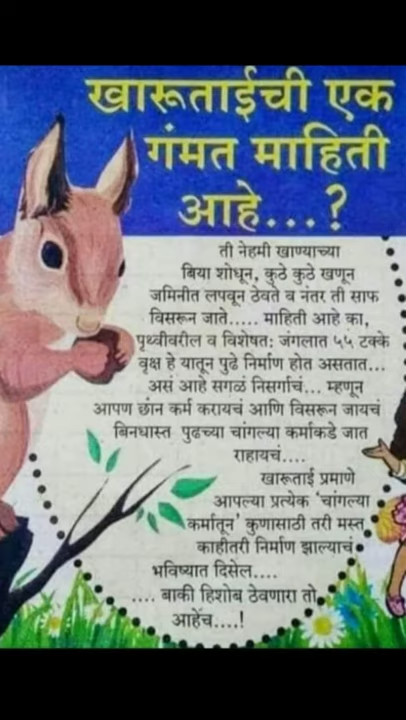 खारूताईची एक
गंमत माहिती
आहे...?
ती नेहमी खाण्याच्या
बिया शोधून, कुठे कुठे खणून
जमिनीत लपवून ठेवते व नंतर ती साफ
विसरून जाते..... माहिती आहे का,
पृथ्वीवरील व विशेषतः जंगलात ५५ टक्के
वृक्ष हे यातून पुढे निर्माण होत असतात...
असं आहे सगळं निसर्गाचं... म्हणून
आपण छान कर्म करायचं आणि विसरून जायचं
बिनधास्त पुढच्या चांगल्या कर्माकडे जात
राहायचं....
खारूताई प्रमाणे
आपल्या प्रत्येक 'चांगल्या
कर्मातून' कुणासाठी तरी मस्त
काहीतरी निर्माण झाल्याचं
भविष्यात दिसेल....
.... बाकी हिशोब ठेवणारा तो
आहेच....!